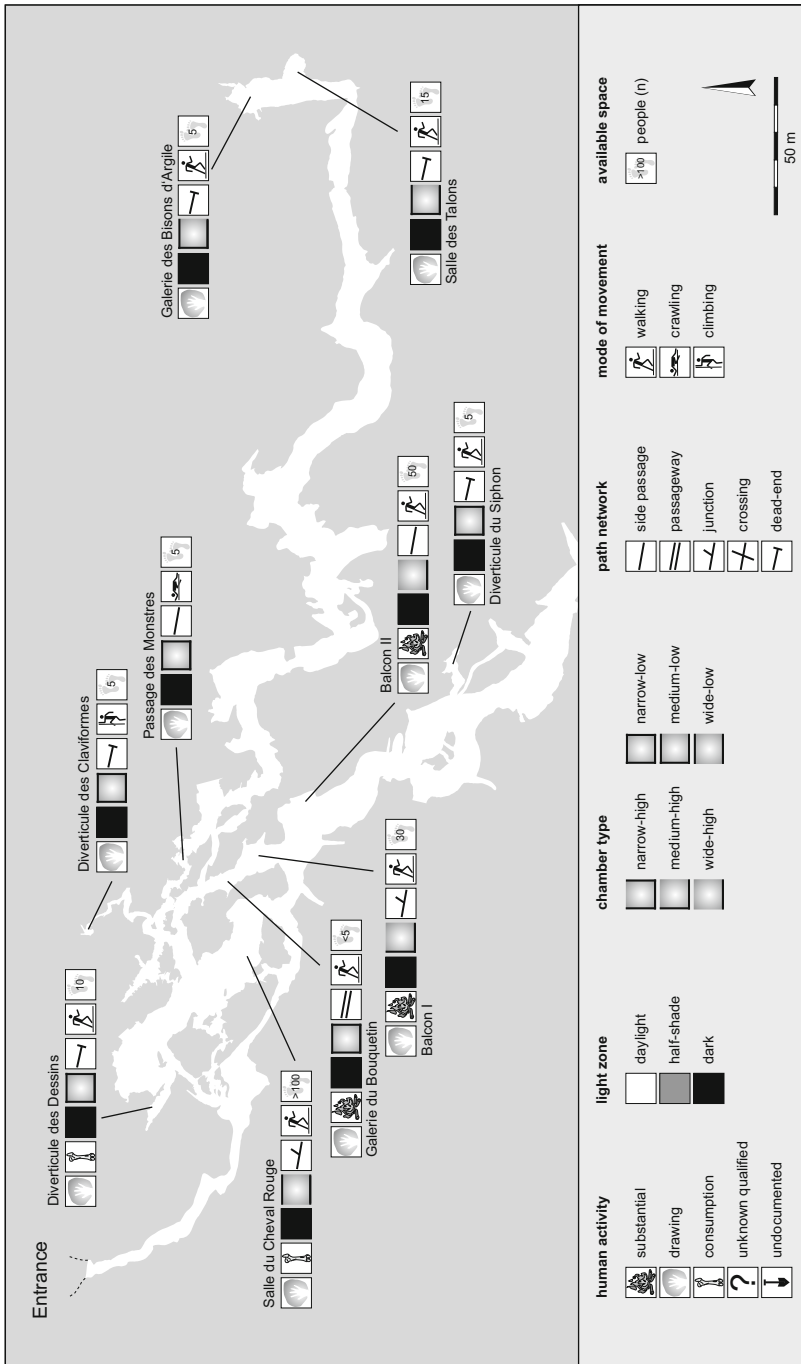 Entrance
Diverticule des Dessins
10
Diverticule des Claviformes
5
Passage des Monstres
5
Galerie des Bisons d'Argile
5
15
Salle des Talons
>100
Salle du Cheval Rouge
<5
Galerie du Bouquetin
30
Balcon I
Balcon II
50
5
Diverticule du Siphon
human activity
substantial
drawing
consumption
?
unknown qualified
undocumented
light zone
daylight
half-shade
dark
chamber type
narrow-high
medium-high
wide-high
narrow-low
medium-low
wide-low
path network
side passage
passageway
junction
crossing
dead-end
mode of movement
walking
crawling
climbing
available space
>100
people (n)
50 m